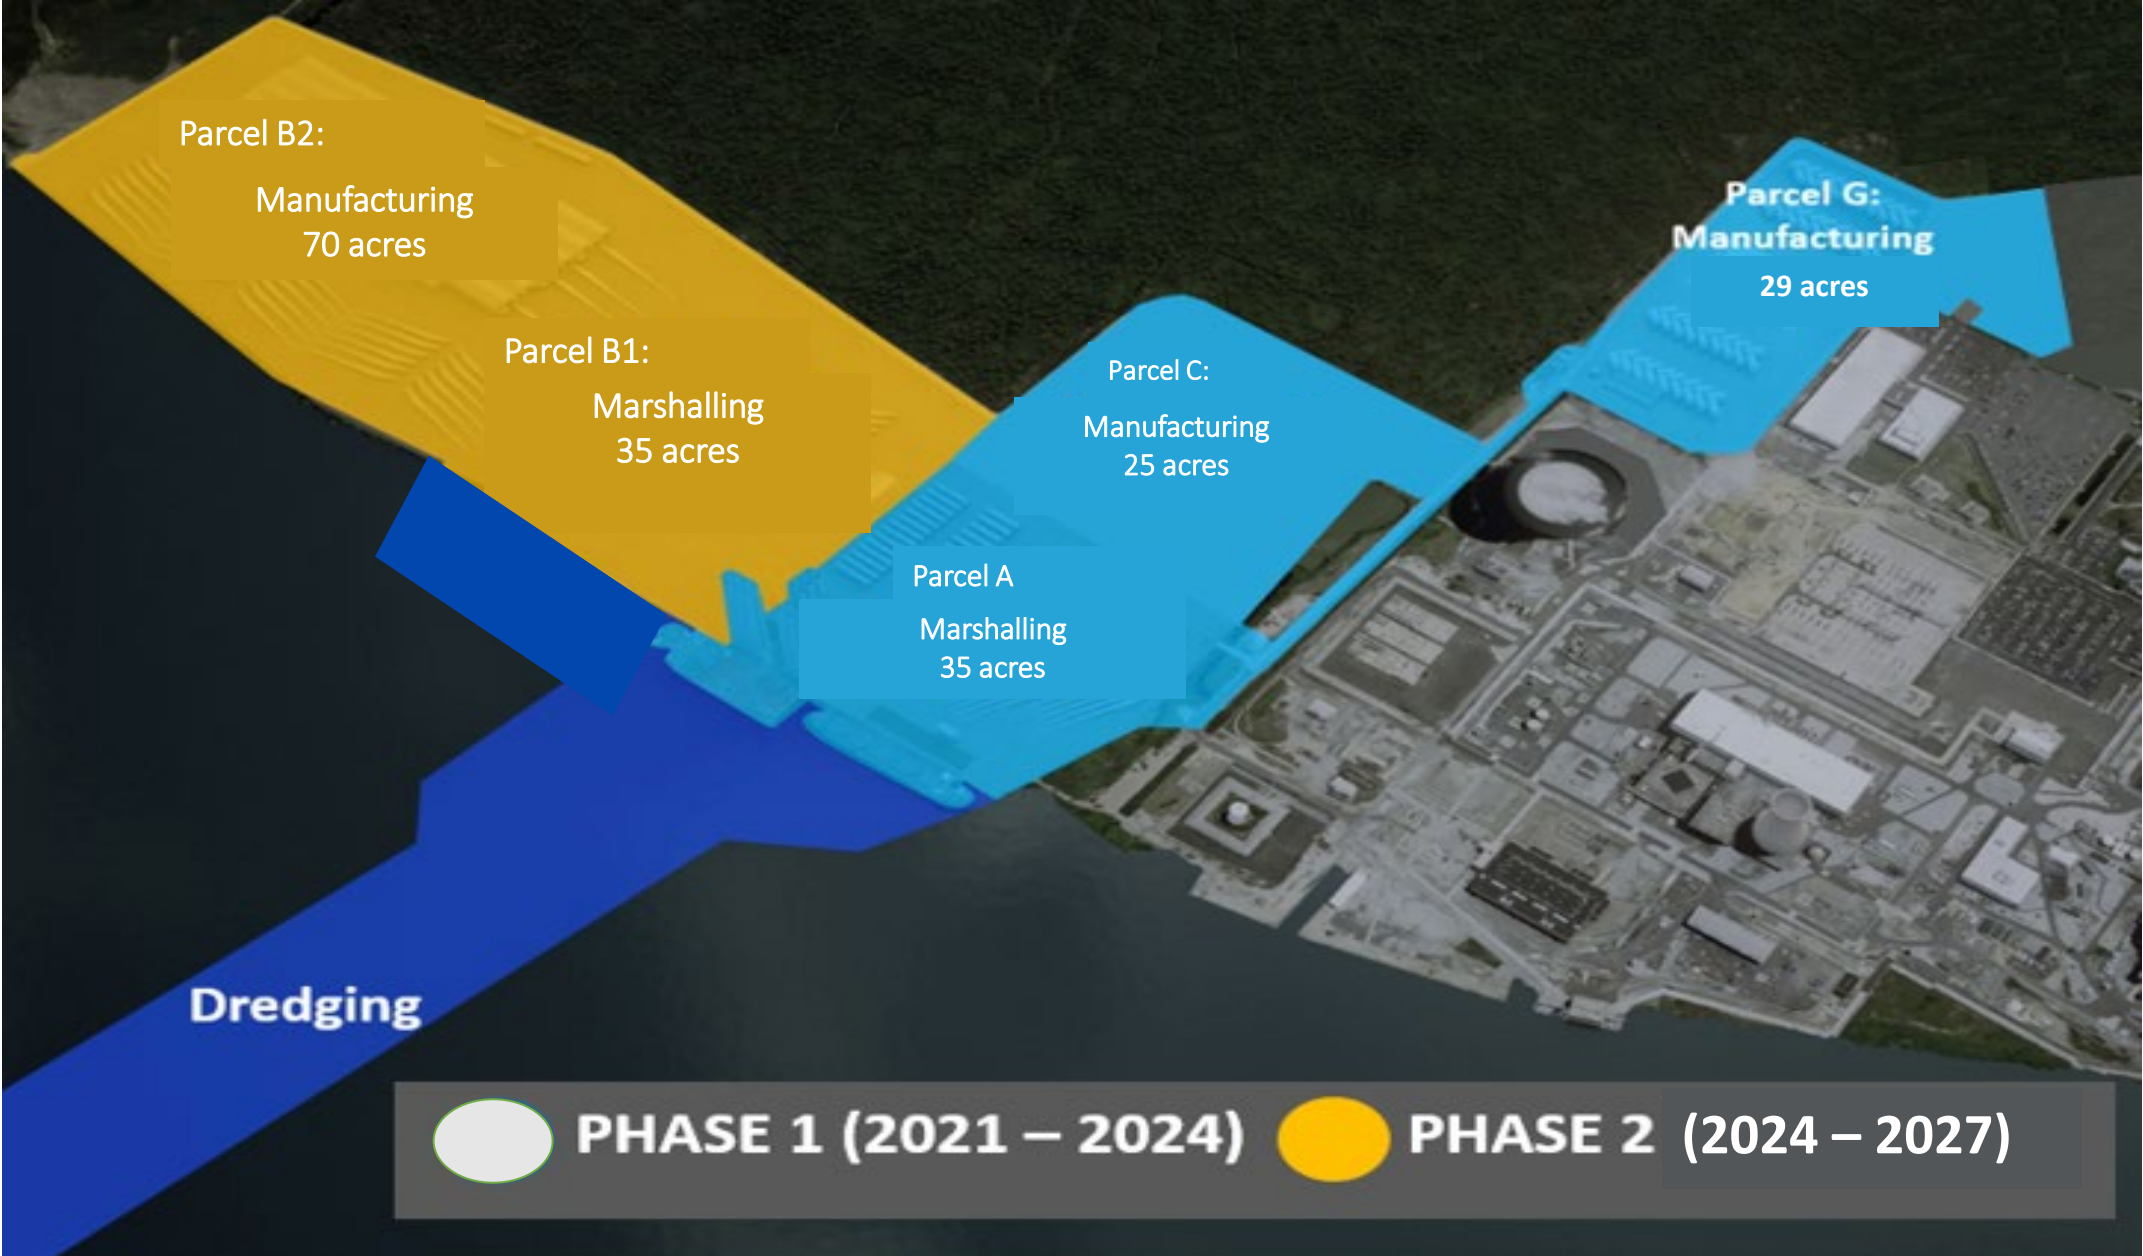 Parcel B2:
Manufacturing
70 acres
Parcel B1:
Marshalling
35 acres
Parcel C:
Manufacturing
25 acres
Parcel G:
Manufacturing
29 acres
Parcel A
Marshalling
35 acres
Dredging
PHASE 1 (2021 – 2024)
PHASE 2 (2024 – 2027)